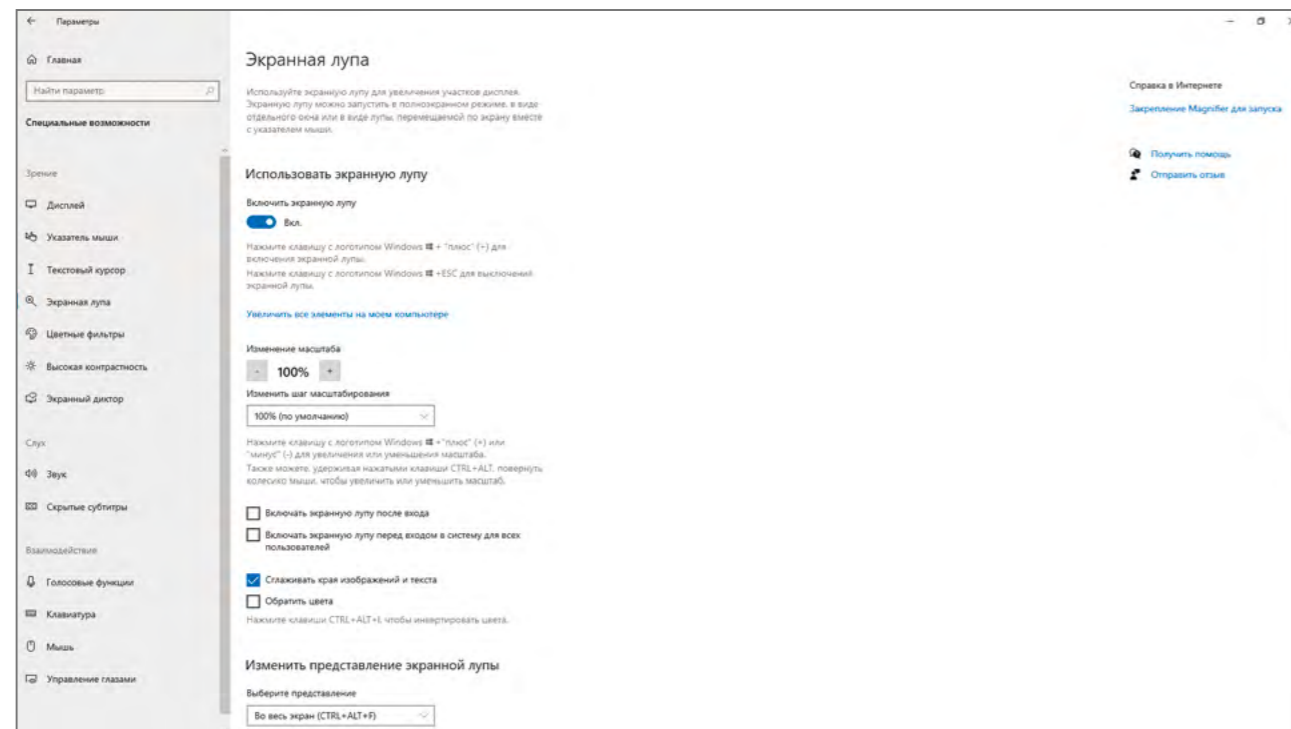 Параметры
Главная
Найти параметр
Специальные возможности
Зрение
Дисплей
Указатель мыши
Текстовый курсор
Экранная лупа
Цветные фильтры
Высокая контрастность
Экранный диктор
Слух
Звук
Скрытые субтитры
Взаимодействие
Голосовые функции
Клавиатура
Мышь
Управление глазами
Экранная лупа
Используйте экранную лупу для увеличения участков дисплея.
Экранную лупу можно запустить в полноэкранном режиме, в виде
отдельного окна или в виде лупы, перемещаемой по экрану вместе
с указателем мыши.
Использовать экранную лупу
Включить экранную лупу
Вкл.
Нажмите клавишу с логотипом Windows + "плюс" (+) для
включения экранной лупы.
Нажмите клавишу с логотипом Windows +ESC для выключения
экранной лупы.
Увеличить все элементы на моем компьютере
Изменение масштаба
- 100% +
Изменить шаг масштабирования
100% (по умолчанию)
Нажмите клавишу с логотипом Windows +"плюс" (+) или
"минус" (-) для увеличения или уменьшения масштаба.
Также можете, удерживая нажатыми клавиши CTRL+ALT, повернуть
колесико мыши, чтобы увеличить или уменьшить масштаб.
Включать экранную лупу после входа
Включать экранную лупу перед входом в систему для всех
пользователей
Сглаживать края изображений и текста
Обратить цвета
Нажмите клавиши CTRL+ALT+I, чтобы инвертировать цвета.
Изменить представление экранной лупы
Выберите представление
Во весь экран (CTRL+ALT+F)
Справка в Интернете
Закрепление Magnifier для запуска
Получить помощь
Отправить отзыв